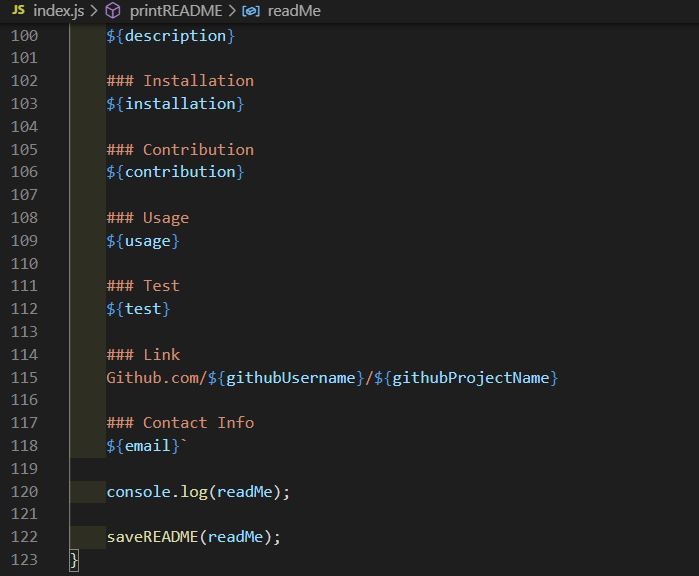 JS index.js > printREADME > readMe
100 ${description}
101
102 ### Installation
103 ${installation}
104
105 ### Contribution
106 ${contribution}
107
108 ### Usage
109 ${usage}
110
111 ### Test
112 ${test}
113
114 ### Link
115 Github.com/${githubUsername}/${githubProjectName}
116
117 ### Contact Info
118 ${email}`
119
120 console.log(readMe);
121
122 saveREADME(readMe);
123 }